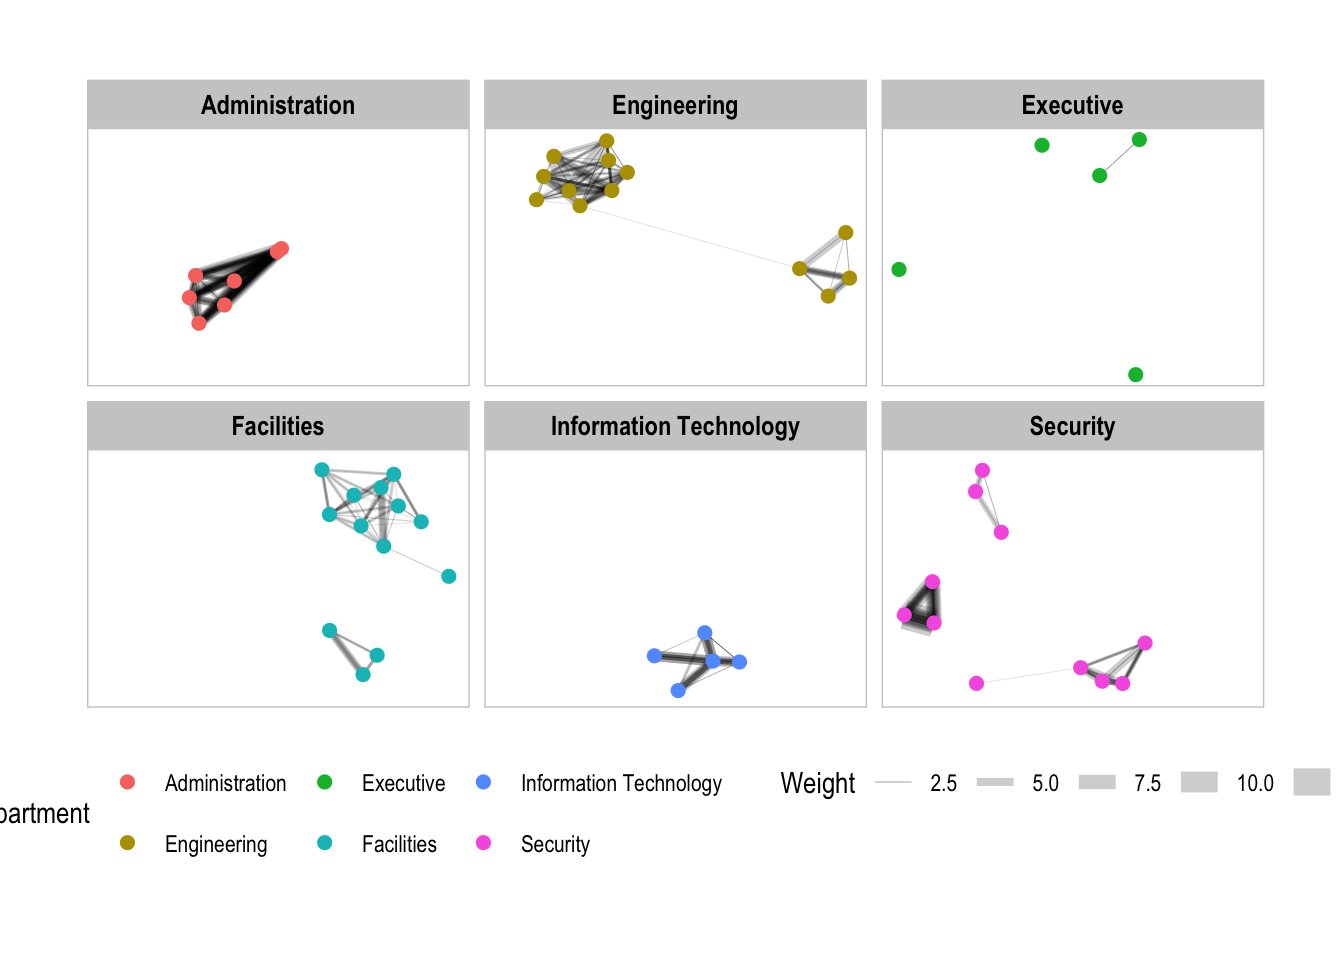 Administration
Engineering
Executive
Facilities
Information Technology
Security
Administration Executive Information Technology Weight 2.5 5.0 7.5 10.0
Engineering Facilities Security